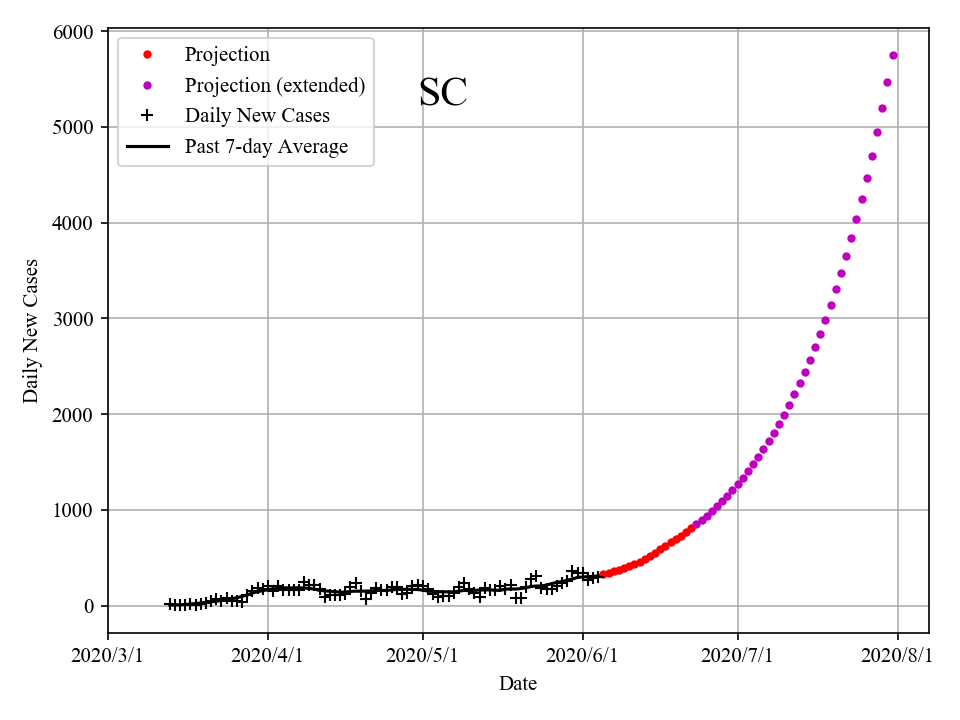 SC
Projection
Projection (extended)
Daily New Cases
Past 7-day Average
6000
5000
4000
3000
2000
1000
0
Daily New Cases
2020/3/1 2020/4/1 2020/5/1 2020/6/1 2020/7/1 2020/8/1
Date